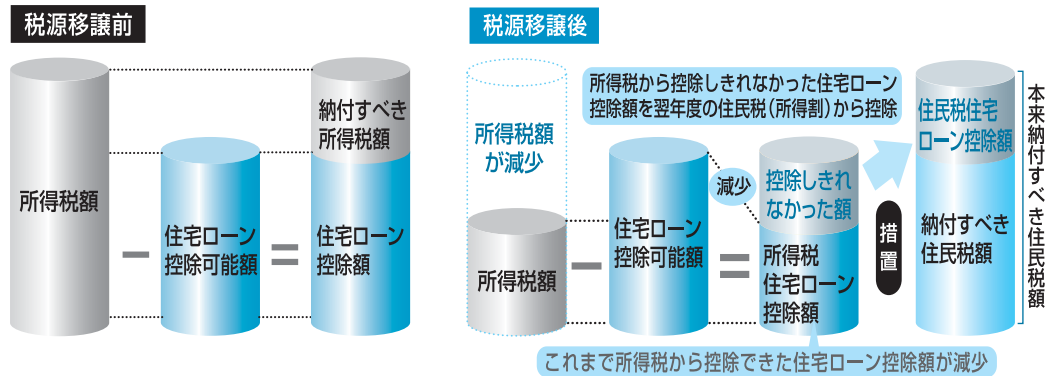 税源移譲前
所得税額
住宅ローン
控除可能額
納付すべき
所得税額
住宅ローン
控除額
税源移譲後
所得税額
が減少
所得税額
住宅ローン
控除可能額
減少
所得税から控除しきれなかった住宅ローン
控除額を翌年度の住民税（所得割）から控除
控除しきれ
なかった額
所得税
住宅ローン
控除額
措置
住民税住宅
ローン控除額
納付すべき
住民税額
本来納付すべき住民税額
これまで所得税から控除できた住宅ローン控除額が減少